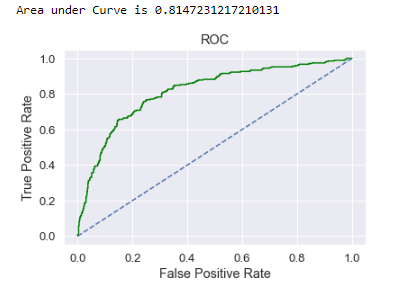 Area under Curve is 0.8147231217210131
ROC
1.0
0.8
0.6
0.4
0.2
0.0
True Positive Rate
0.0 0.2 0.4 0.6 0.8 1.0
False Positive Rate